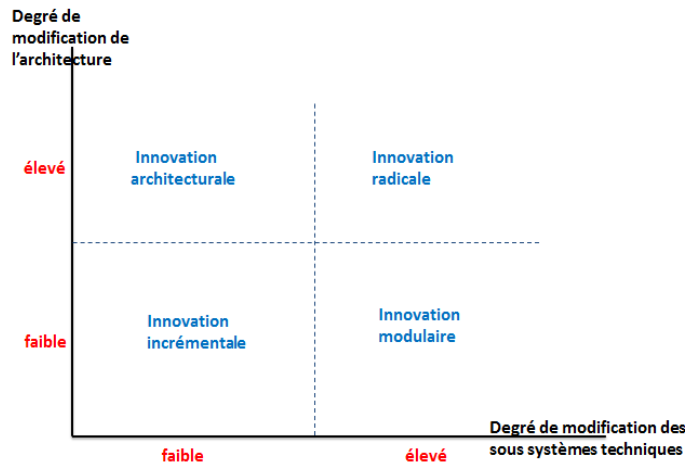 Degré de
modification de
l'architecture
élevé
Innovation
architecturale
Innovation
radicale
faible
Innovation
incrémentale
Innovation
modulaire
Degré de modification des
sous systèmes techniques
faible
élevé